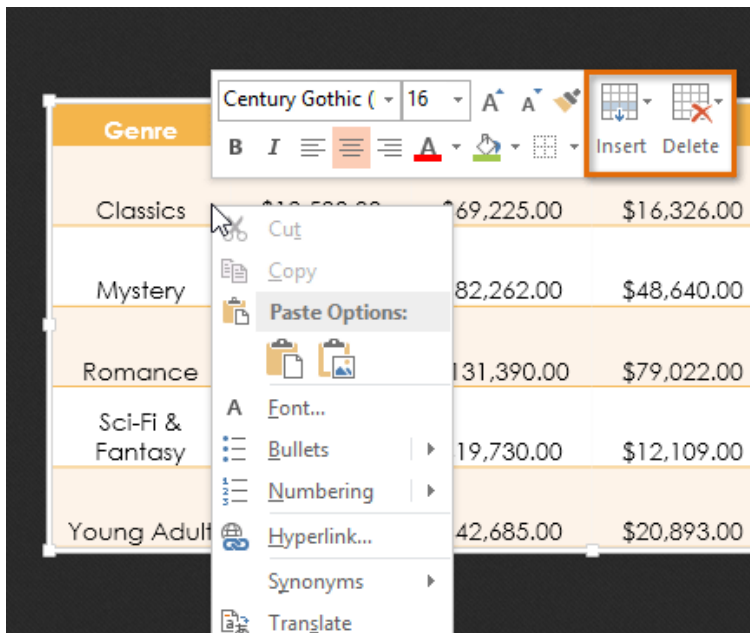 Century Gothic ( 16 A A
B I A Insert Delete
Genre
Classics $69,225.00 $16,326.00
Cut
Copy
Mystery 82,262.00 $48,640.00
Paste Options:
Romance 131,390.00 $79,022.00
A Font...
Sci-Fi &
Fantasy 19,730.00 $12,109.00
Bullets
Numbering
Young Adult 42,685.00 $20,893.00
Hyperlink...
Synonyms
Translate